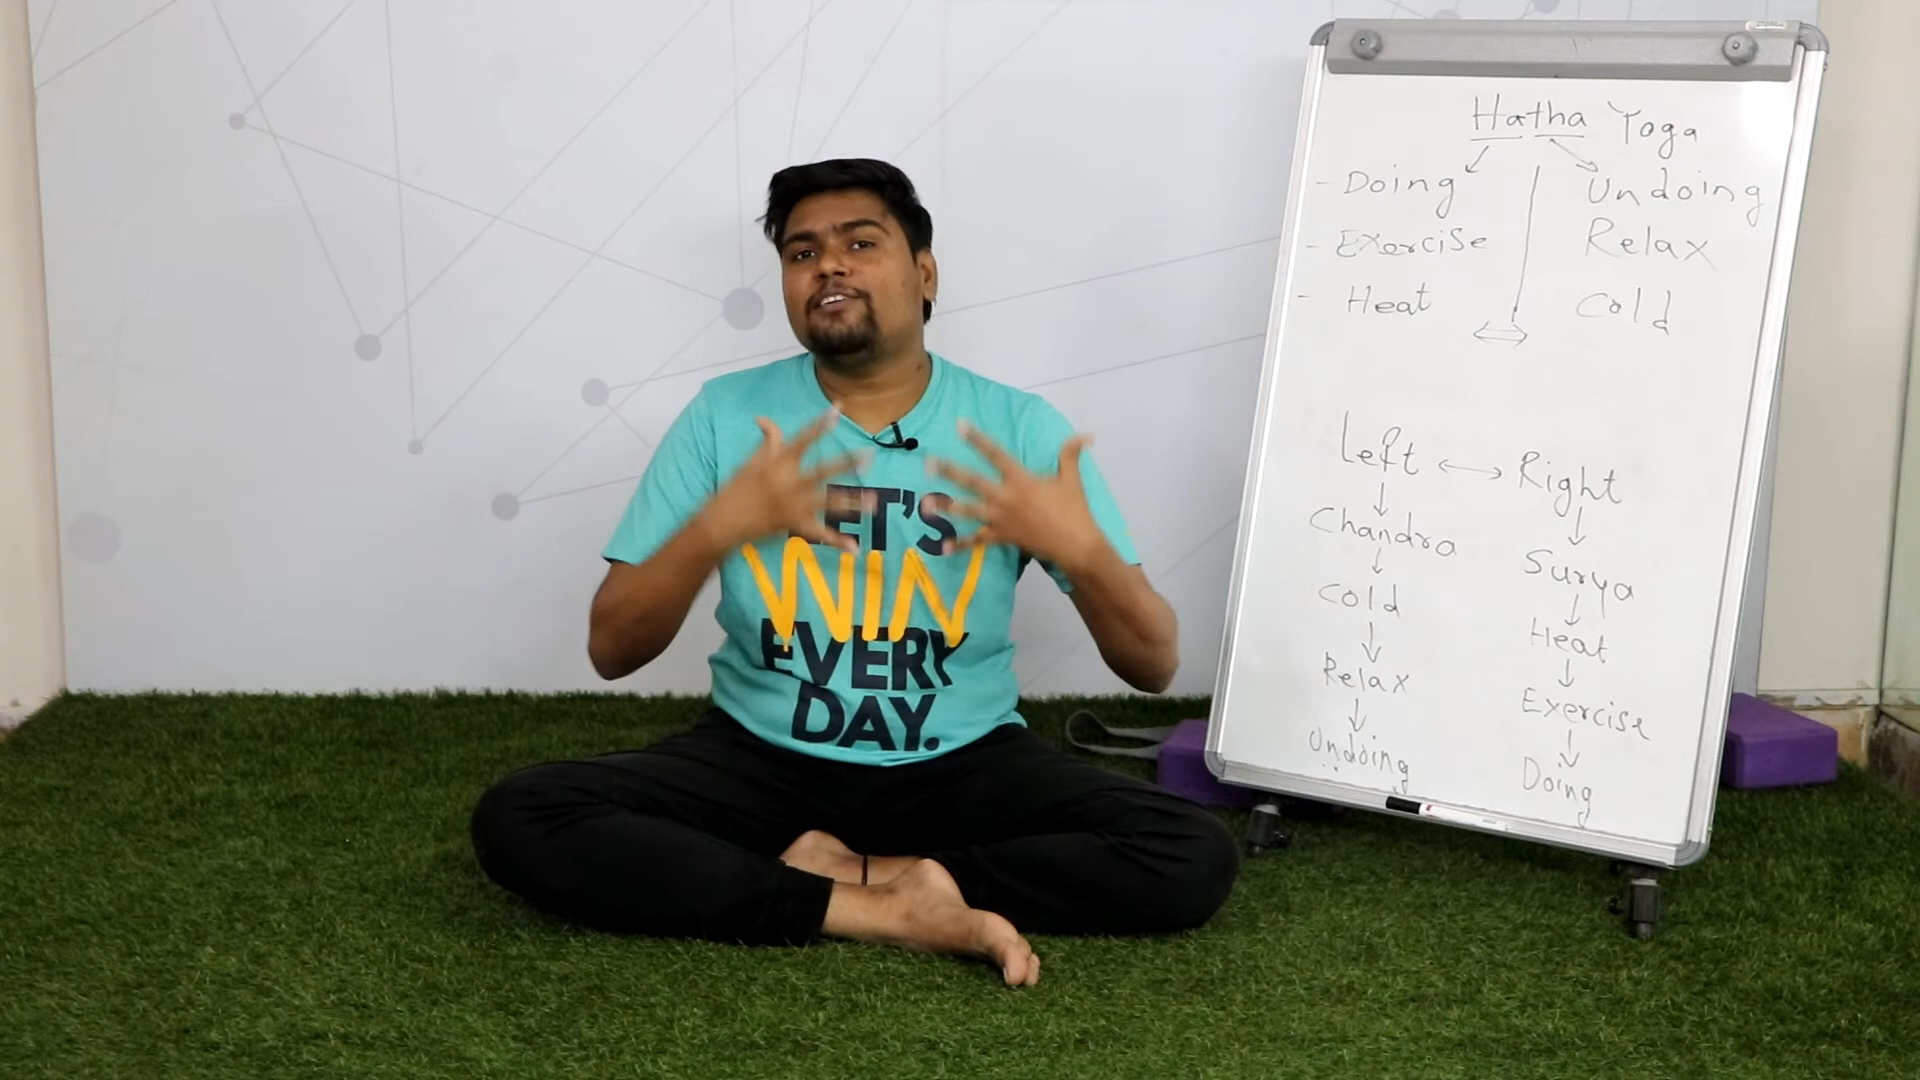 LET'S
WIN
EVERY
DAY.
Hatha Yoga
- Doing Undoing
- Exercise Relax
- Heat Cold
Left Right
Chandra Surya
Cold Heat
Relax Exercise
Undoing Doing